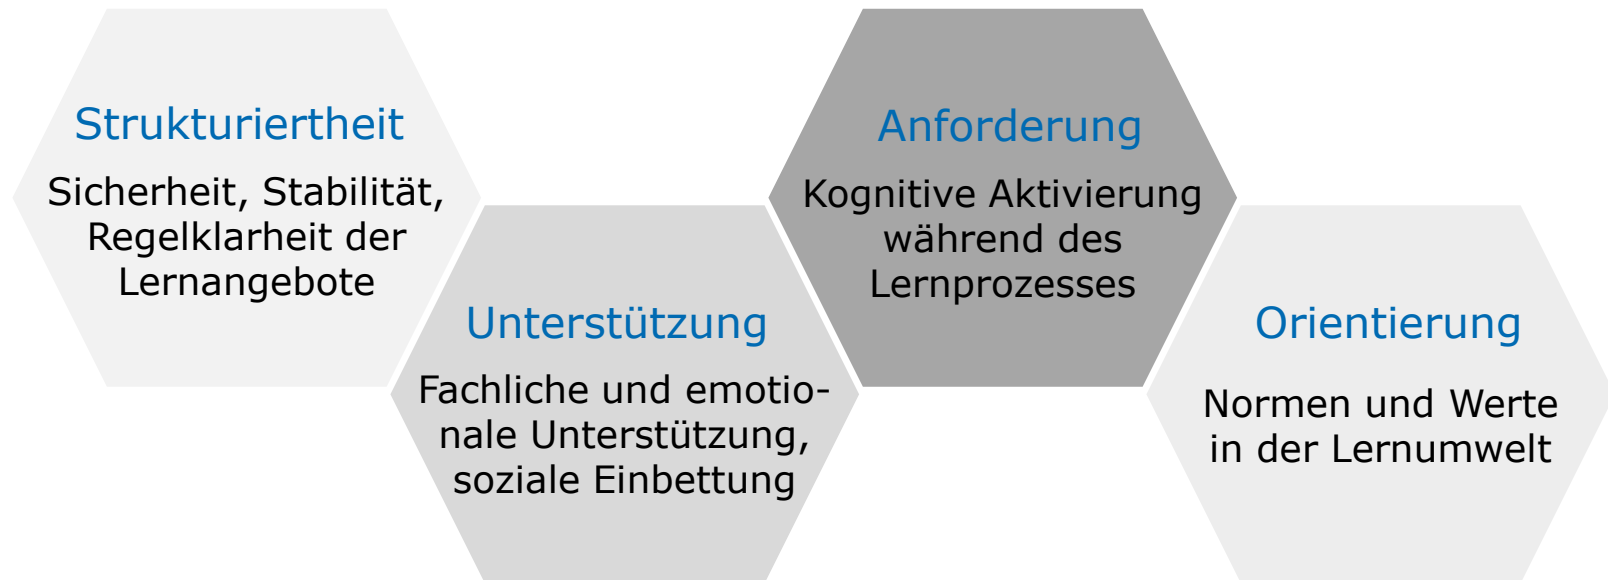 Strukturiertheit
Sicherheit, Stabilität,
Regelklarheit der
Lernangebote
Unterstützung
Fachliche und emotio-
nale Unterstützung,
soziale Einbettung
Anforderung
Kognitive Aktivierung
während des
Lernprozesses
Orientierung
Normen und Werte
in der Lernumwelt